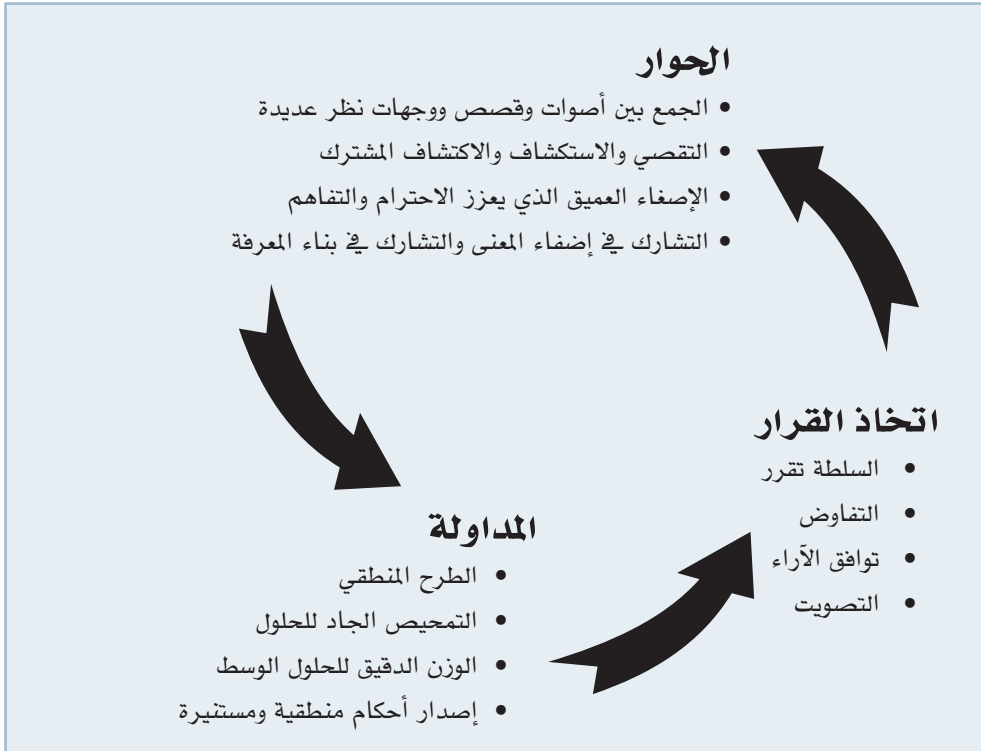 الحوار
• الجمع بين أصوات وقصص ووجهات نظر عديدة
• التقصي والاستكشاف والاكتشاف المشترك
• الإصغاء العميق الذي يعزز الاحترام والتفاهم
• التشارك في إضفاء المعنى والتشارك في بناء المعرفة
المداولة
• الطرح المنطقي
• التمحيص الجاد للحلول
• الوزن الدقيق للحلول الوسط
• إصدار أحكام منطقية ومستنيرة
اتخاذ القرار
• السلطة تقرر
• التفاوض
• توافق الآراء
• التصويت